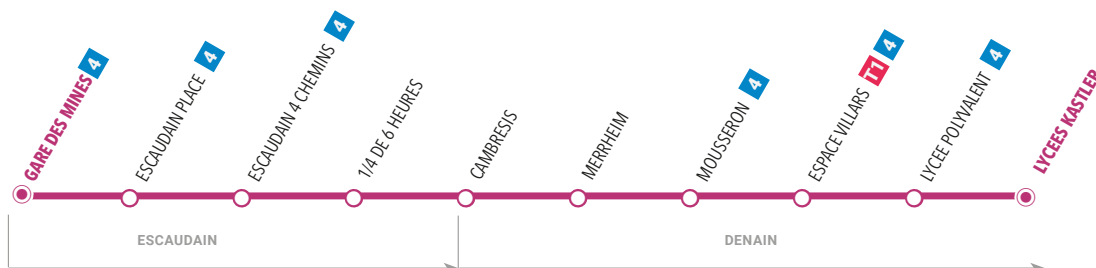 GARE DES MINES 4
ESCAUDAIN PLACE 4
ESCAUDAIN 4 CHEMINS 4
1/4 DE 6 HEURES
CAMBRESIS
MERRHEIM
MOUSSERON 4
ESPACE VILLARS T1 4
LYCEE POLYVALENT 4
LYCEES KASTLER
ESCAUDAIN
DENAIN